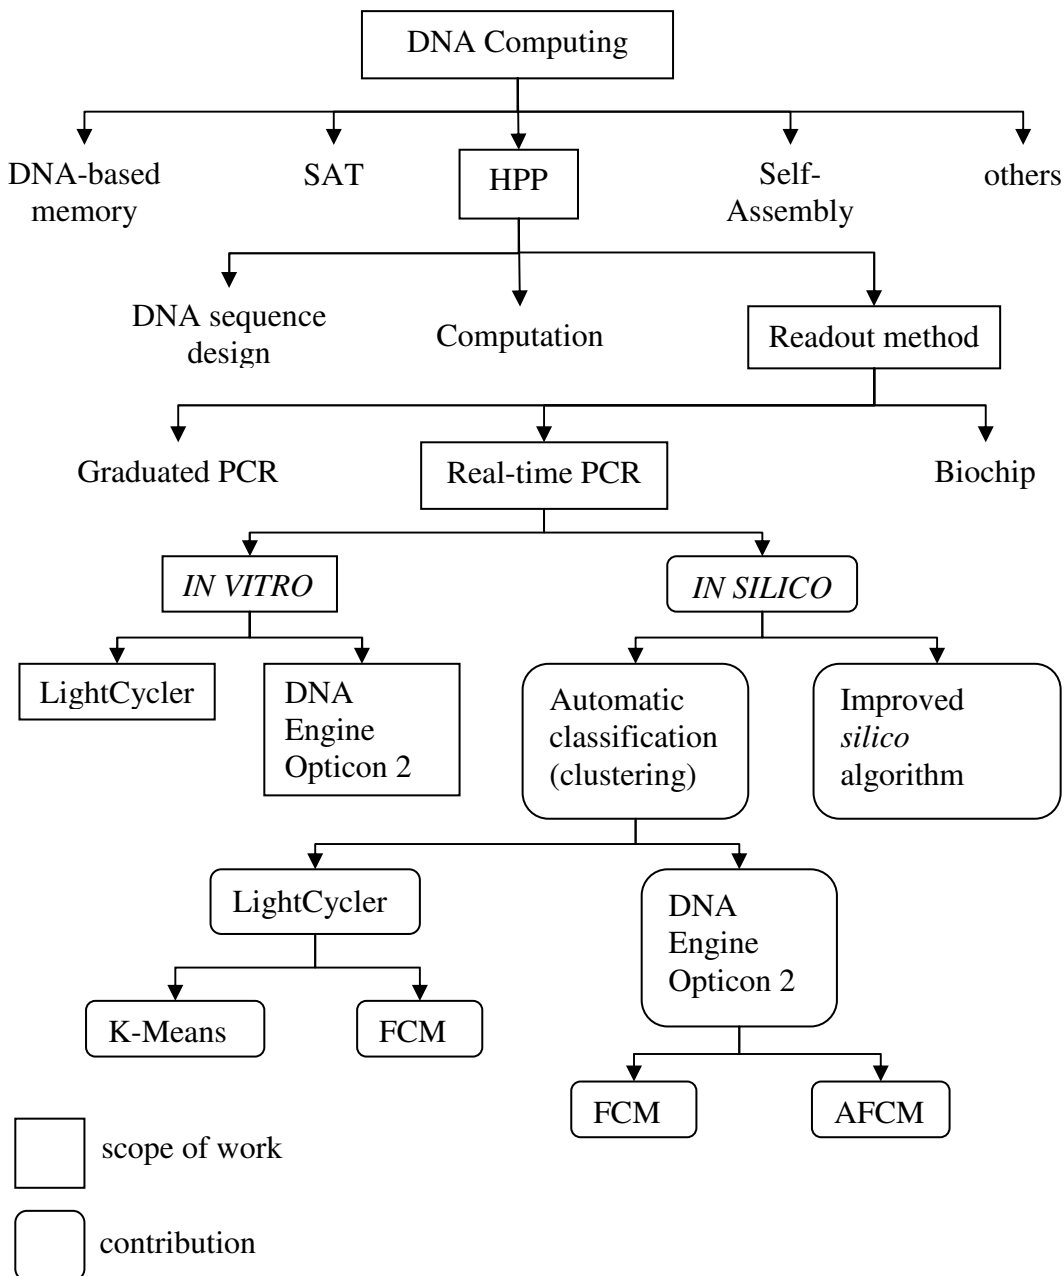 DNA Computing
DNA-based
memory
SAT
HPP
Self-
Assembly
others
DNA sequence
design
Computation
Readout method
Graduated PCR
Real-time PCR
Biochip
IN VITRO
IN SILICO
LightCycler
DNA
Engine
Opticon 2
Automatic
classification
(clustering)
Improved
silico
algorithm
LightCycler
DNA
Engine
Opticon 2
K-Means
FCM
FCM
AFCM
scope of work
contribution